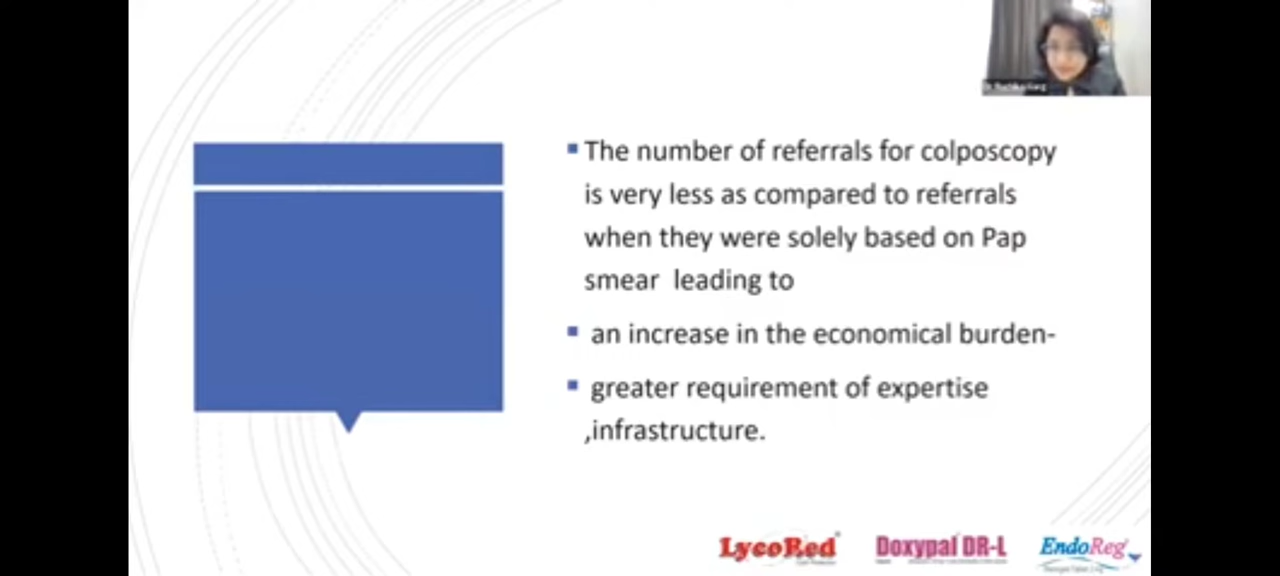 The number of referrals for colposcopy
is very less as compared to referrals
when they were solely based on Pap
smear leading to
an increase in the economical burden-
greater requirement of expertise
,infrastructure.
LycoRed
Doxypal DR-L
EndoReg